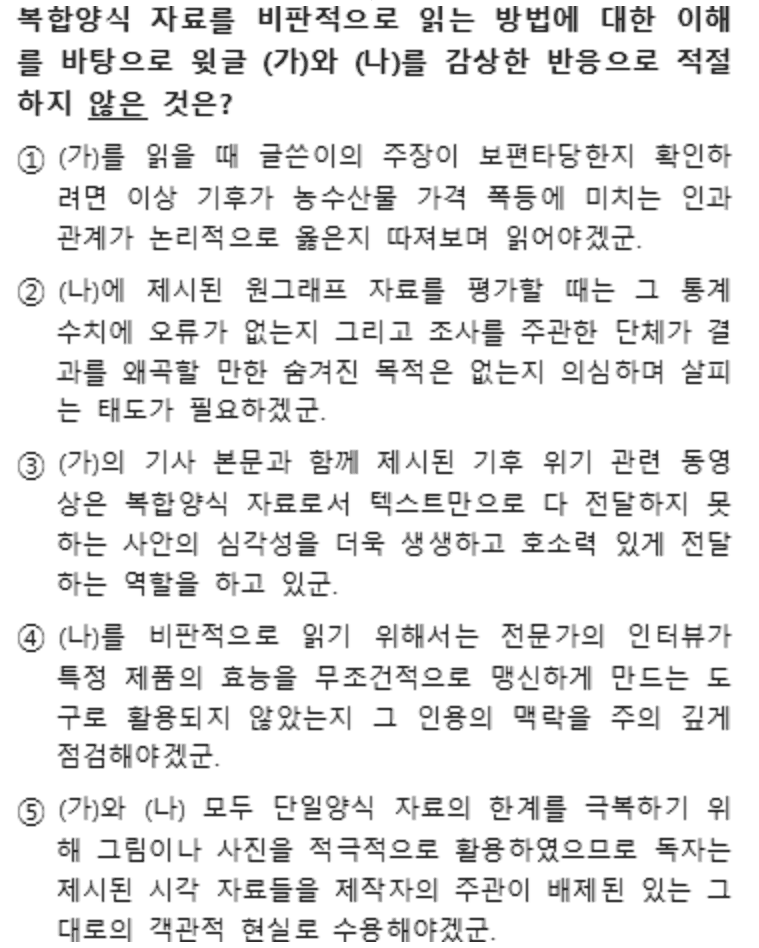 복합양식 자료를 비판적으로 읽는 방법에 대한 이해
를 바탕으로 윗글 (가)와 (나)를 감상한 반응으로 적절
하지 않은 것은?
① (가)를 읽을 때 글쓴이의 주장이 보편타당한지 확인하
려면 이상 기후가 농수산물 가격 폭등에 미치는 인과
관계가 논리적으로 옳은지 따져보며 읽어야겠군.
② (나)에 제시된 원그래프 자료를 평가할 때는 그 통계
수치에 오류가 없는지 그리고 조사를 주관한 단체가 결
과를 왜곡할 만한 숨겨진 목적은 없는지 의심하며 살피
는 태도가 필요하겠군.
③ (가)의 기사 본문과 함께 제시된 기후 위기 관련 동영
상은 복합양식 자료로서 텍스트만으로 다 전달하지 못
하는 사안의 심각성을 더욱 생생하고 호소력 있게 전달
하는 역할을 하고 있군.
④ (나)를 비판적으로 읽기 위해서는 전문가의 인터뷰가
특정 제품의 효능을 무조건적으로 맹신하게 만드는 도
구로 활용되지 않았는지 그 인용의 맥락을 주의 깊게
점검해야겠군.
⑤ (가)와 (나) 모두 단일양식 자료의 한계를 극복하기 위
해 그림이나 사진을 적극적으로 활용하였으므로 독자는
제시된 시각 자료들을 제작자의 주관이 배제된 있는 그
대로의 객관적 현실로 수용해야겠군.